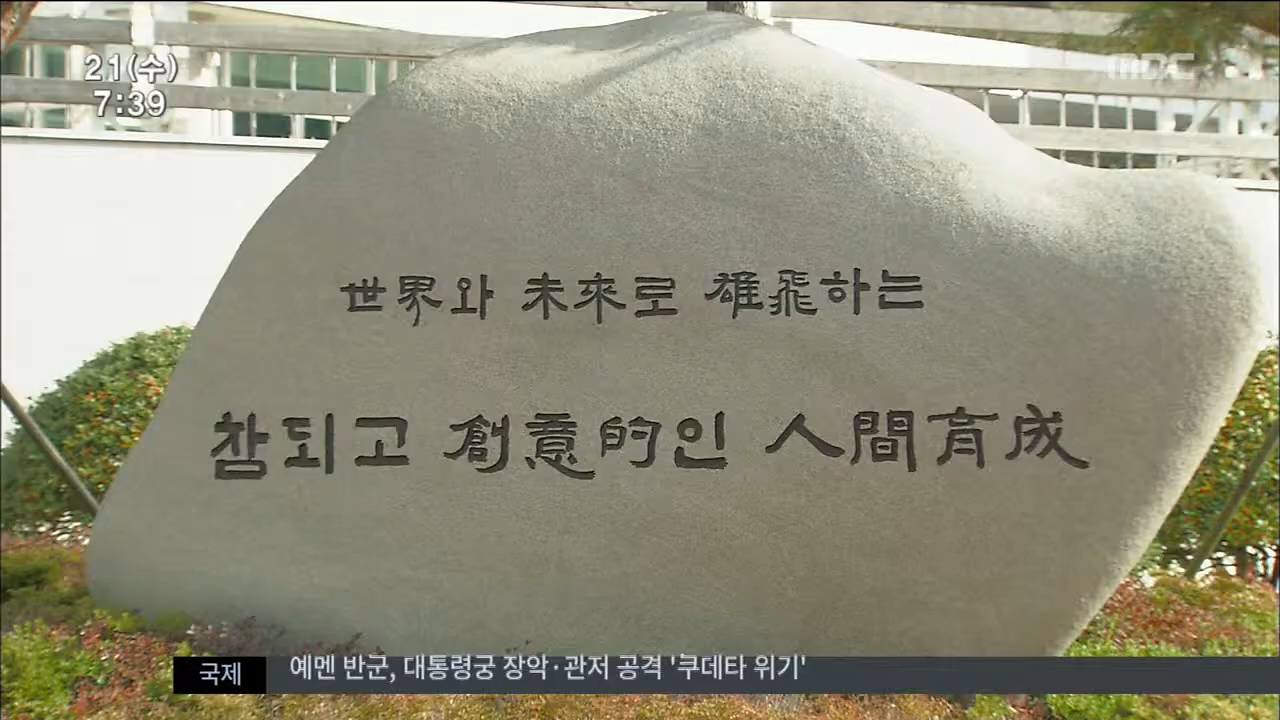 21(수)
7:39
MBC
世界와 未來로 雄飛하는
참되고 創意的인 人間育成
국제 예멘 반군, 대통령궁 장악·관저 공격 '쿠데타 위기'